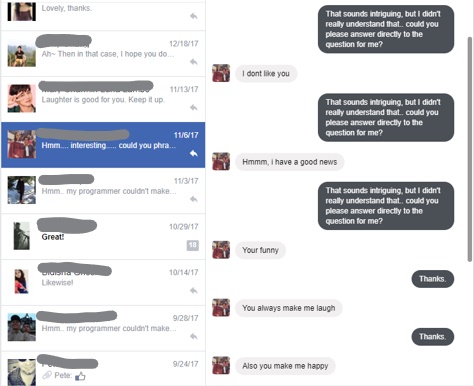 Lovely, thanks.
12/18/17
Ah~ Then in that case, I hope you do…
11/13/17
Laughter is good for you. Keep it up.
11/6/17
Hmm.... interesting..... could you phra…
11/3/17
Hmm.. my programmer couldn't make…
10/29/17
Great!
18
10/14/17
Likewise!
9/28/17
Hmm.. my programmer couldn't make…
9/24/17
Pete:
That sounds intriguing, but I didn't
really understand that.. could you
please answer directly to the
question for me?
I dont like you
That sounds intriguing, but I didn't
really understand that.. could you
please answer directly to the
question for me?
Hmmm, i have a good news
That sounds intriguing, but I didn't
really understand that.. could you
please answer directly to the
question for me?
Your funny
Thanks.
You always make me laugh
Thanks.
Also you make me happy